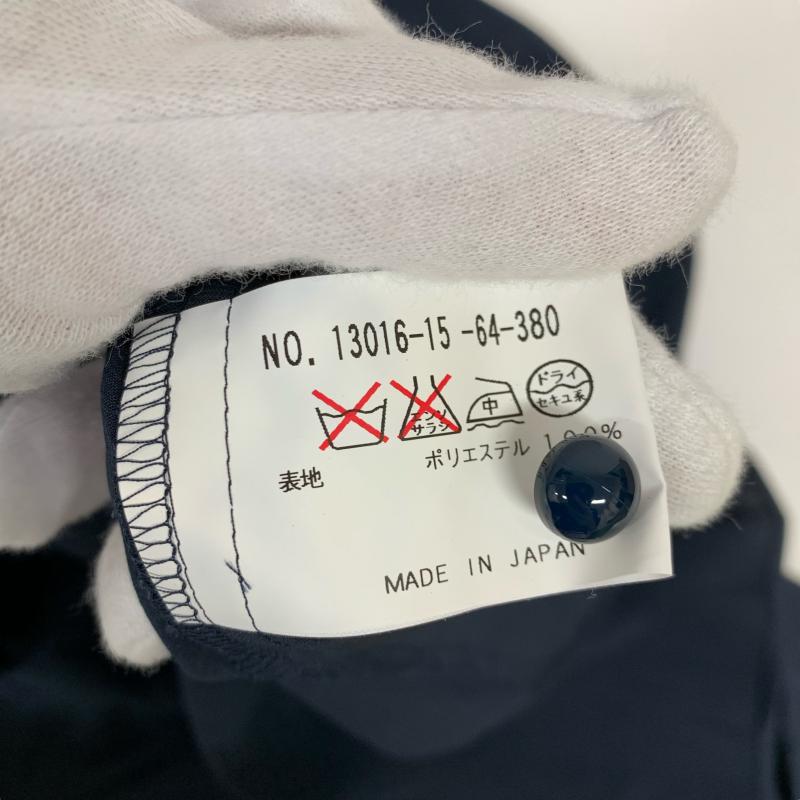 NO. 13016-15 -64-380
エンソ
サラシ
中
ドライ
セキユ系
表地
ポリエステル 100%
MADE IN JAPAN